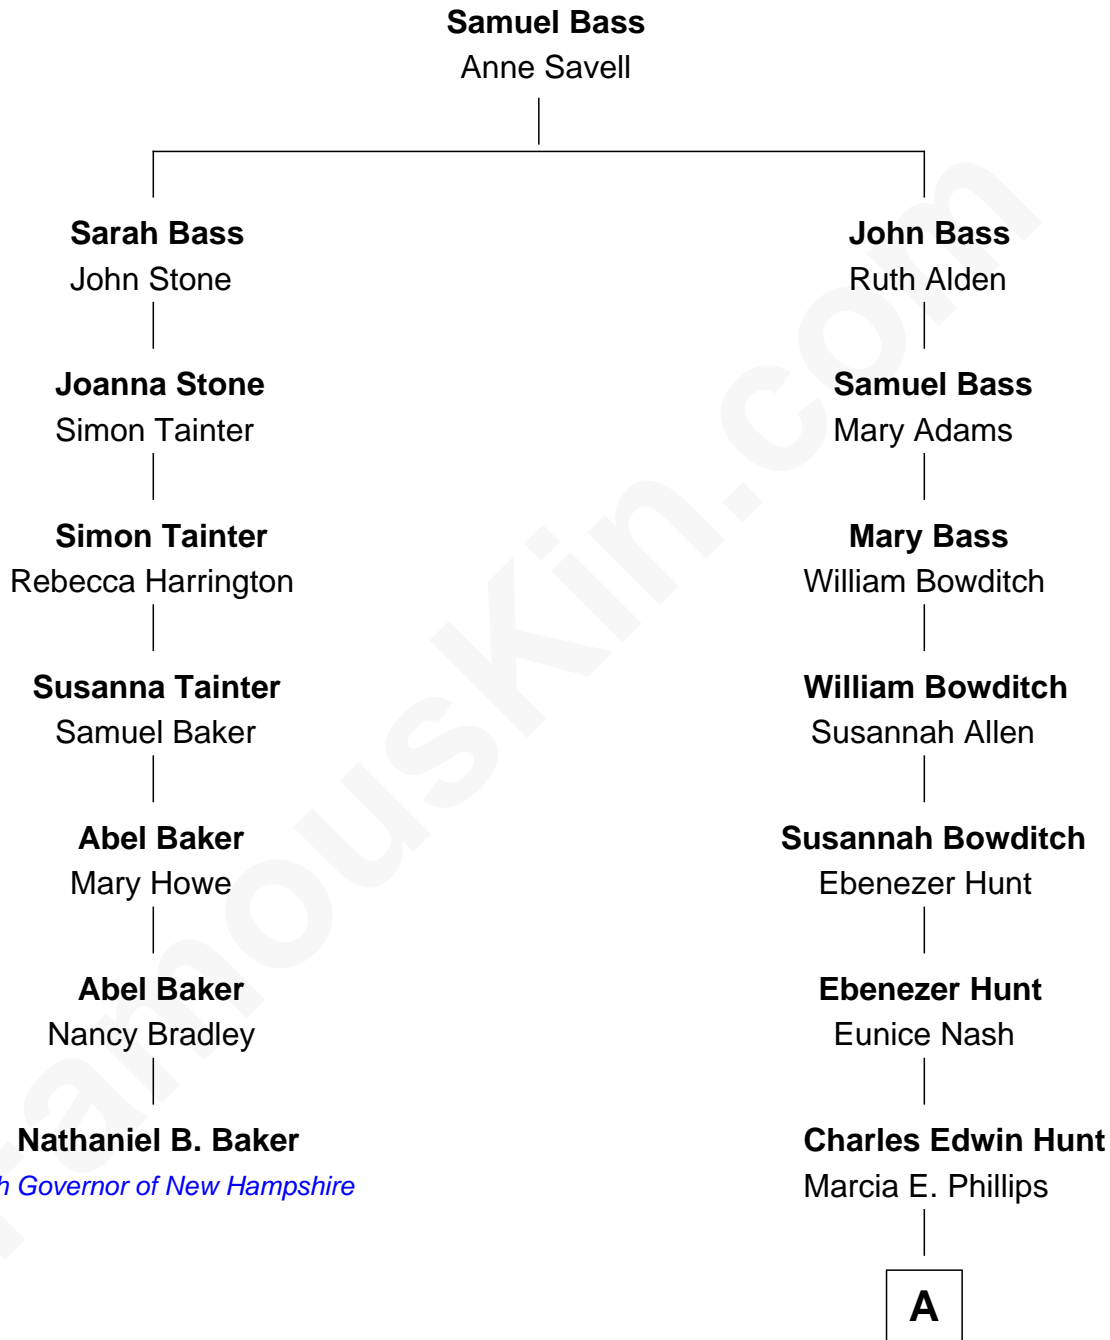 Samuel Bass
Anne Savell
Sarah Bass
John Stone
John Bass
Ruth Alden
Joanna Stone
Simon Tainter
Samuel Bass
Mary Adams
Simon Tainter
Rebecca Harrington
Mary Bass
William Bowditch
Susanna Tainter
Samuel Baker
William Bowditch
Susannah Allen
Abel Baker
Mary Howe
Susannah Bowditch
Ebenezer Hunt
Abel Baker
Nancy Bradley
Ebenezer Hunt
Eunice Nash
Nathaniel B. Baker
h Governor of New Hampshire
Charles Edwin Hunt
Marcia E. Phillips
A
FamousKin.com